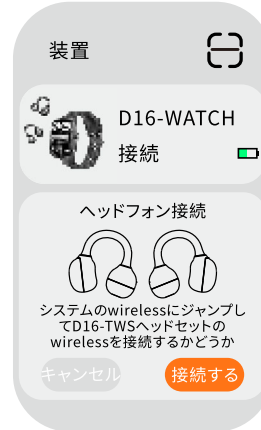 装置
D16-WATCH
接続
ヘッドフォン接続
システムのwirelessにジャンプし
てD16-TWSヘッドセットの
wirelessを接続するかどうか
キャンセル
接続する